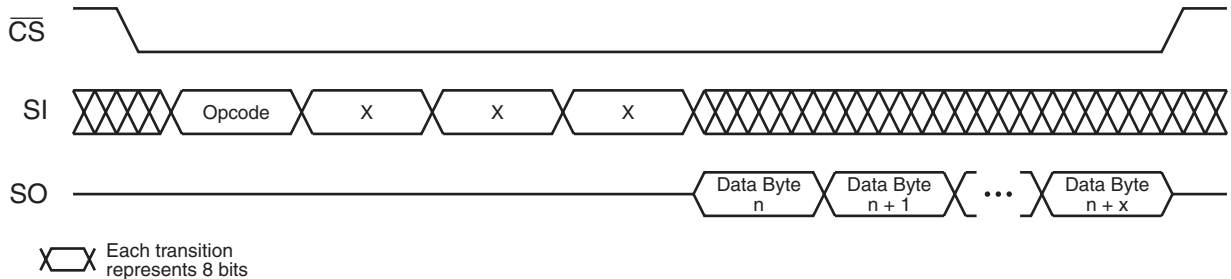 CS
SI
Opcode
X
X
X
SO
Data Byte
n
Data Byte
n + 1
•••
Data Byte
n + x
Each transition
represents 8 bits